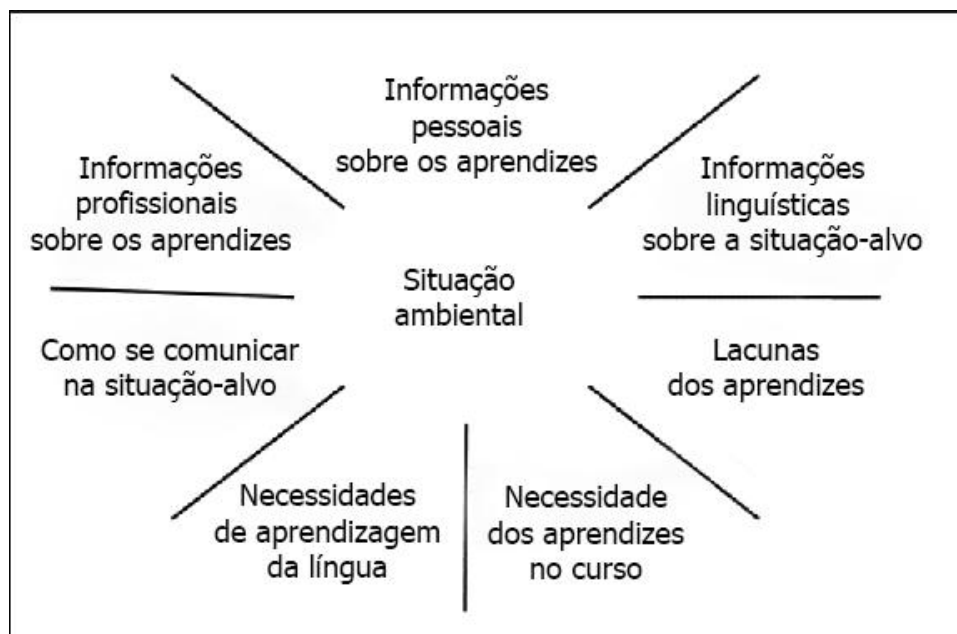 Informações
pessoais
sobre os aprendizes
Informações
profissionais
sobre os aprendizes
Informações
linguísticas
sobre a situação-alvo
Situação
ambiental
Como se comunicar
na situação-alvo
Lacunas
dos aprendizes
Necessidades
de aprendizagem
da língua
Necessidade
dos aprendizes
no curso